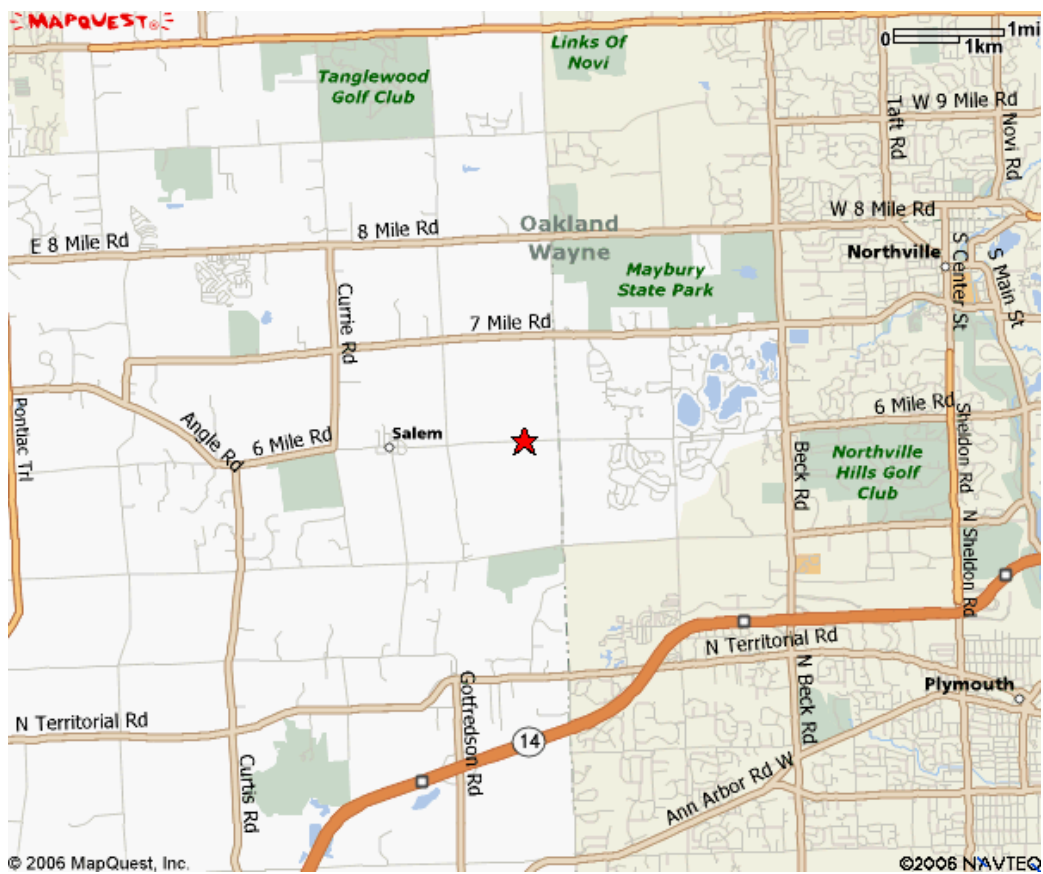 MAPQUEST
0 1mi
1km
Links Of
Novi
Tanglewood
Golf Club
W 9 Mile Rd
Taft Rd
Novi Rd
W 8 Mile Rd
8 Mile Rd
E 8 Mile Rd
Oakland
Wayne
Northville
S Center St
S Main St
Maybury
State Park
Currie Rd
7 Mile Rd
Pontiac Trl
Angle Rd
6 Mile Rd
Salem
6 Mile Rd
Beck Rd
Northville
Hills Golf
Club
Sheldon Rd
N Sheldon Rd
N Territorial Rd
N Beck Rd
Plymouth
Gotfredson Rd
N Territorial Rd
14
Curtis Rd
Ann Arbor Rd W
© 2006 MapQuest, Inc.
©2006 NAVTEQ